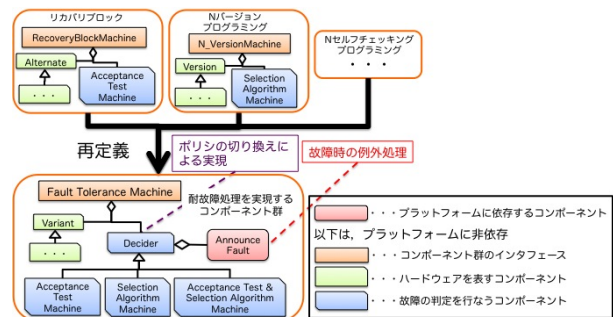 リカバリブロック
RecoveryBlockMachine
Alternate
・・・
Acceptance
Test
Machine
Nバージョン
プログラミング
N_VersionMachine
Version
・・・
Selection
Algorithm
Machine
Nセルフチェッキング
プログラミング
・・・
再定義
ポリシの切り換えに
よる実現
故障時の例外処理
Fault Tolerance Machine
耐故障処理を実現する
コンポーネント群
Variant
・・・
Decider
Announce
Fault
Acceptance
Test
Machine
Selection
Algorithm
Machine
Acceptance Test &
Selection Algorithm
Machine
・・・プラットフォームに依存するコンポーネント
以下は，プラットフォームに非依存
・・・コンポーネント群のインタフェース
・・・ハードウェアを表すコンポーネント
・・・故障の判定を行なうコンポーネント